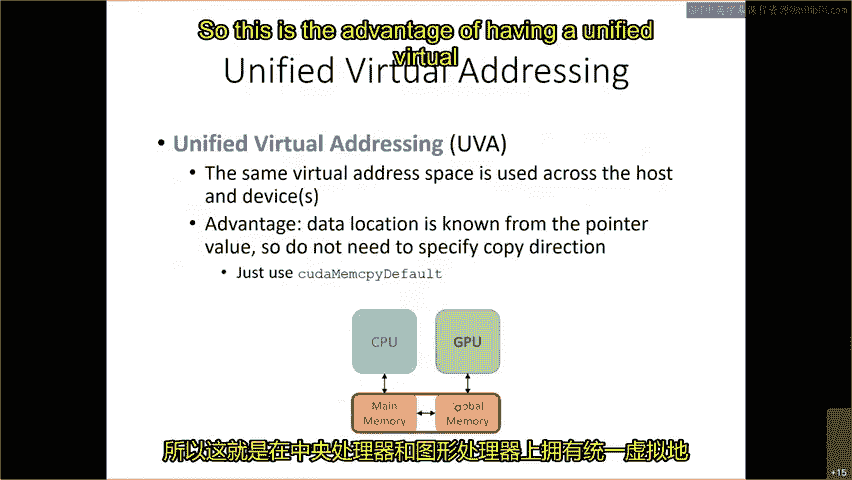 So this is the advantage of having a unified
virtual
Unified Virtual Addressing
• Unified Virtual Addressing (UVA)
• The same virtual address space is used across the host
and device(s)
• Advantage: data location is known from the pointer
value, so do not need to specify copy direction
• Just use cudaMemcpyDefault
CPU
GPU
Main
Memory
Global
Memory
所以这就是在中央处理器和图形处理器上拥有统一虚拟地
+15